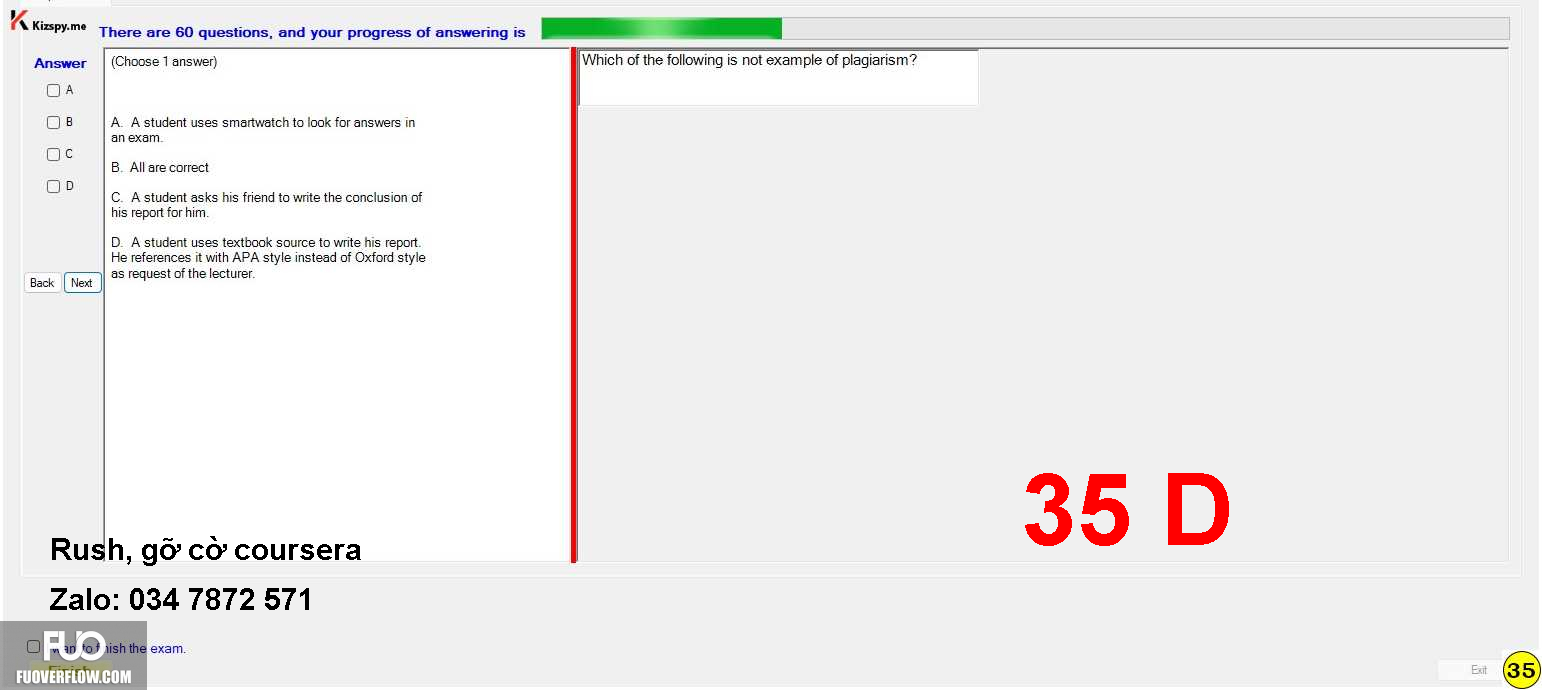 Kizspy.me
There are 60 questions, and your progress of answering is
Answer
A
B
C
D
Back
Next
(Choose 1 answer)
A. A student uses smartwatch to look for answers in
an exam.
B. All are correct
C. A student asks his friend to write the conclusion of
his report for him.
D. A student uses textbook source to write his report.
He references it with APA style instead of Oxford style
as request of the lecturer.
Which of the following is not example of plagiarism?
35 D
Rush, gỡ cờ coursera
Zalo: 034 7872 571
FUO
FUOVERFLOW.COM
the exam.
Finish
Exit
35